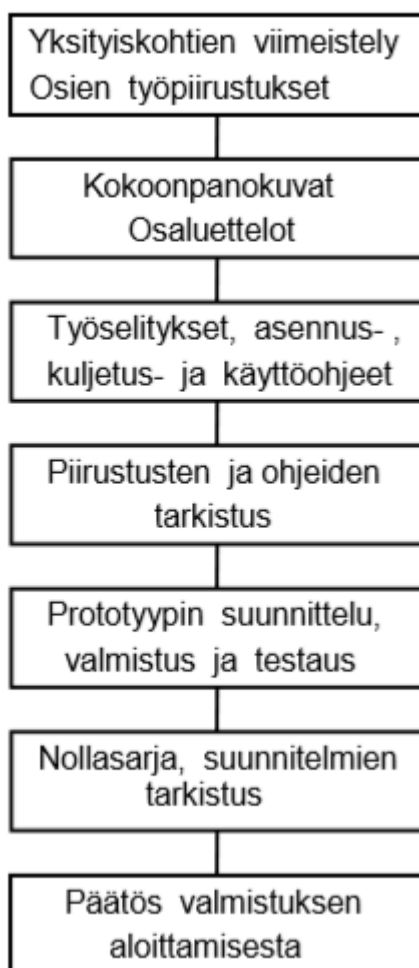 Yksityiskohtien viimeistely
Osien työpiirustukset
Kokoonpanokuvat
Osaluettelot
Työselitykset, asennus- ,
kuljetus- ja käyttöohjeet
Piirustusten ja ohjeiden
tarkistus
Prototyypin suunnittelu,
valmistus ja testaus
Nollasarja, suunnitelmien
tarkistus
Päätös valmistuksen
aloittamisesta